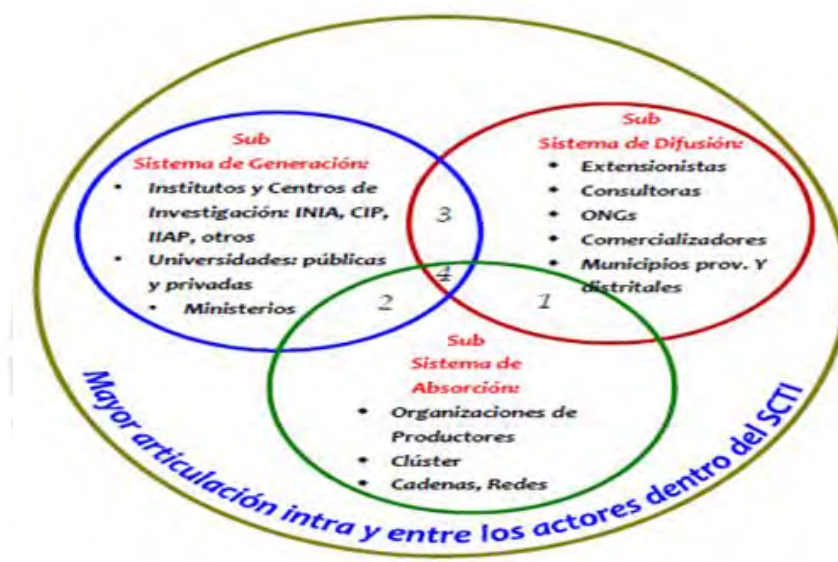 Sub
Sistema de Generación:
• Institutos y Centros de
Investigación: INIA, CIP,
IIAP, otros
• Universidades: públicas
y privadas
• Ministerios
Sub
Sistema de Difusión:
• Extensionistas
• Consultoras
• ONGs
• Comercializadores
• Municipios prov. Y
distritales
3
4
2
1
Sub
Sistema de
Absorción:
• Organizaciones de
Productores
• Clúster
• Cadenas, Redes
Mayor articulación intra y entre los actores dentro del SCTI